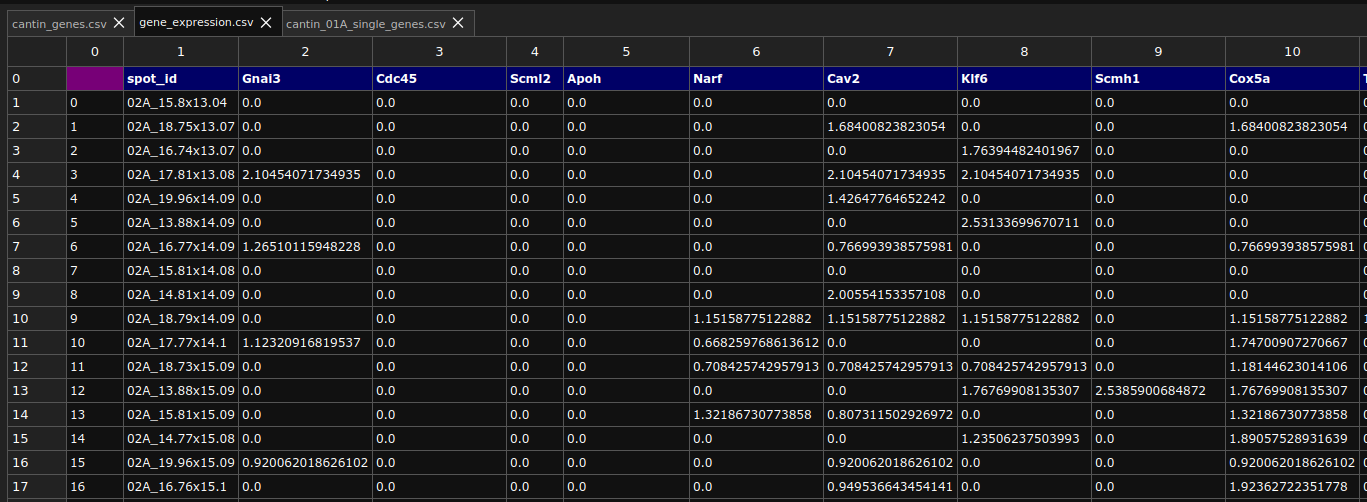 cantin_genes.csv gene_expression.csv cantin_01A_single_genes.csv
0 1 2 3 4 5 6 7 8 9 10
0 spot_id Gnai3 Cdc45 Scml2 Apoh Narf Cav2 Klf6 Scmh1 Cox5a
1 0 02A_15.8x13.04 0.0 0.0 0.0 0.0 0.0 0.0 0.0 0.0 0.0
2 1 02A_18.75x13.07 0.0 0.0 0.0 0.0 0.0 1.68400823823054 0.0 0.0 1.68400823823054
3 2 02A_16.74x13.07 0.0 0.0 0.0 0.0 0.0 0.0 1.76394482401967 0.0 0.0
4 3 02A_17.81x13.08 2.10454071734935 0.0 0.0 0.0 0.0 2.10454071734935 2.10454071734935 0.0 0.0
5 4 02A_19.96x14.09 0.0 0.0 0.0 0.0 0.0 1.42647764652242 0.0 0.0 0.0
6 5 02A_13.88x14.09 0.0 0.0 0.0 0.0 0.0 0.0 2.53133699670711 0.0 0.0
7 6 02A_16.77x14.09 1.26510115948228 0.0 0.0 0.0 0.0 0.766993938575981 0.0 0.0 0.766993938575981
8 7 02A_15.81x14.08 0.0 0.0 0.0 0.0 0.0 0.0 0.0 0.0 0.0
9 8 02A_14.81x14.09 0.0 0.0 0.0 0.0 0.0 2.00554153357108 0.0 0.0 0.0
10 9 02A_18.79x14.09 0.0 0.0 0.0 0.0 1.15158775122882 1.15158775122882 1.15158775122882 0.0 1.15158775122882
11 10 02A_17.77x14.1 1.12320916819537 0.0 0.0 0.0 0.668259768613612 0.0 0.0 0.0 1.74700907270667
12 11 02A_18.73x15.09 0.0 0.0 0.0 0.0 0.708425742957913 0.708425742957913 0.708425742957913 0.0 1.18144623014106
13 12 02A_13.88x15.09 0.0 0.0 0.0 0.0 0.0 0.0 1.76769908135307 2.5385900684872 1.76769908135307
14 13 02A_15.81x15.09 0.0 0.0 0.0 0.0 1.32186730773858 0.807311502926972 0.0 0.0 1.32186730773858
15 14 02A_14.77x15.08 0.0 0.0 0.0 0.0 0.0 0.0 1.23506237503993 0.0 1.89057528931639
16 15 02A_19.96x15.09 0.920062018626102 0.0 0.0 0.0 0.0 0.920062018626102 0.0 0.0 0.920062018626102
17 16 02A_16.76x15.1 0.0 0.0 0.0 0.0 0.0 0.949536643454141 0.0 0.0 1.92362722351778